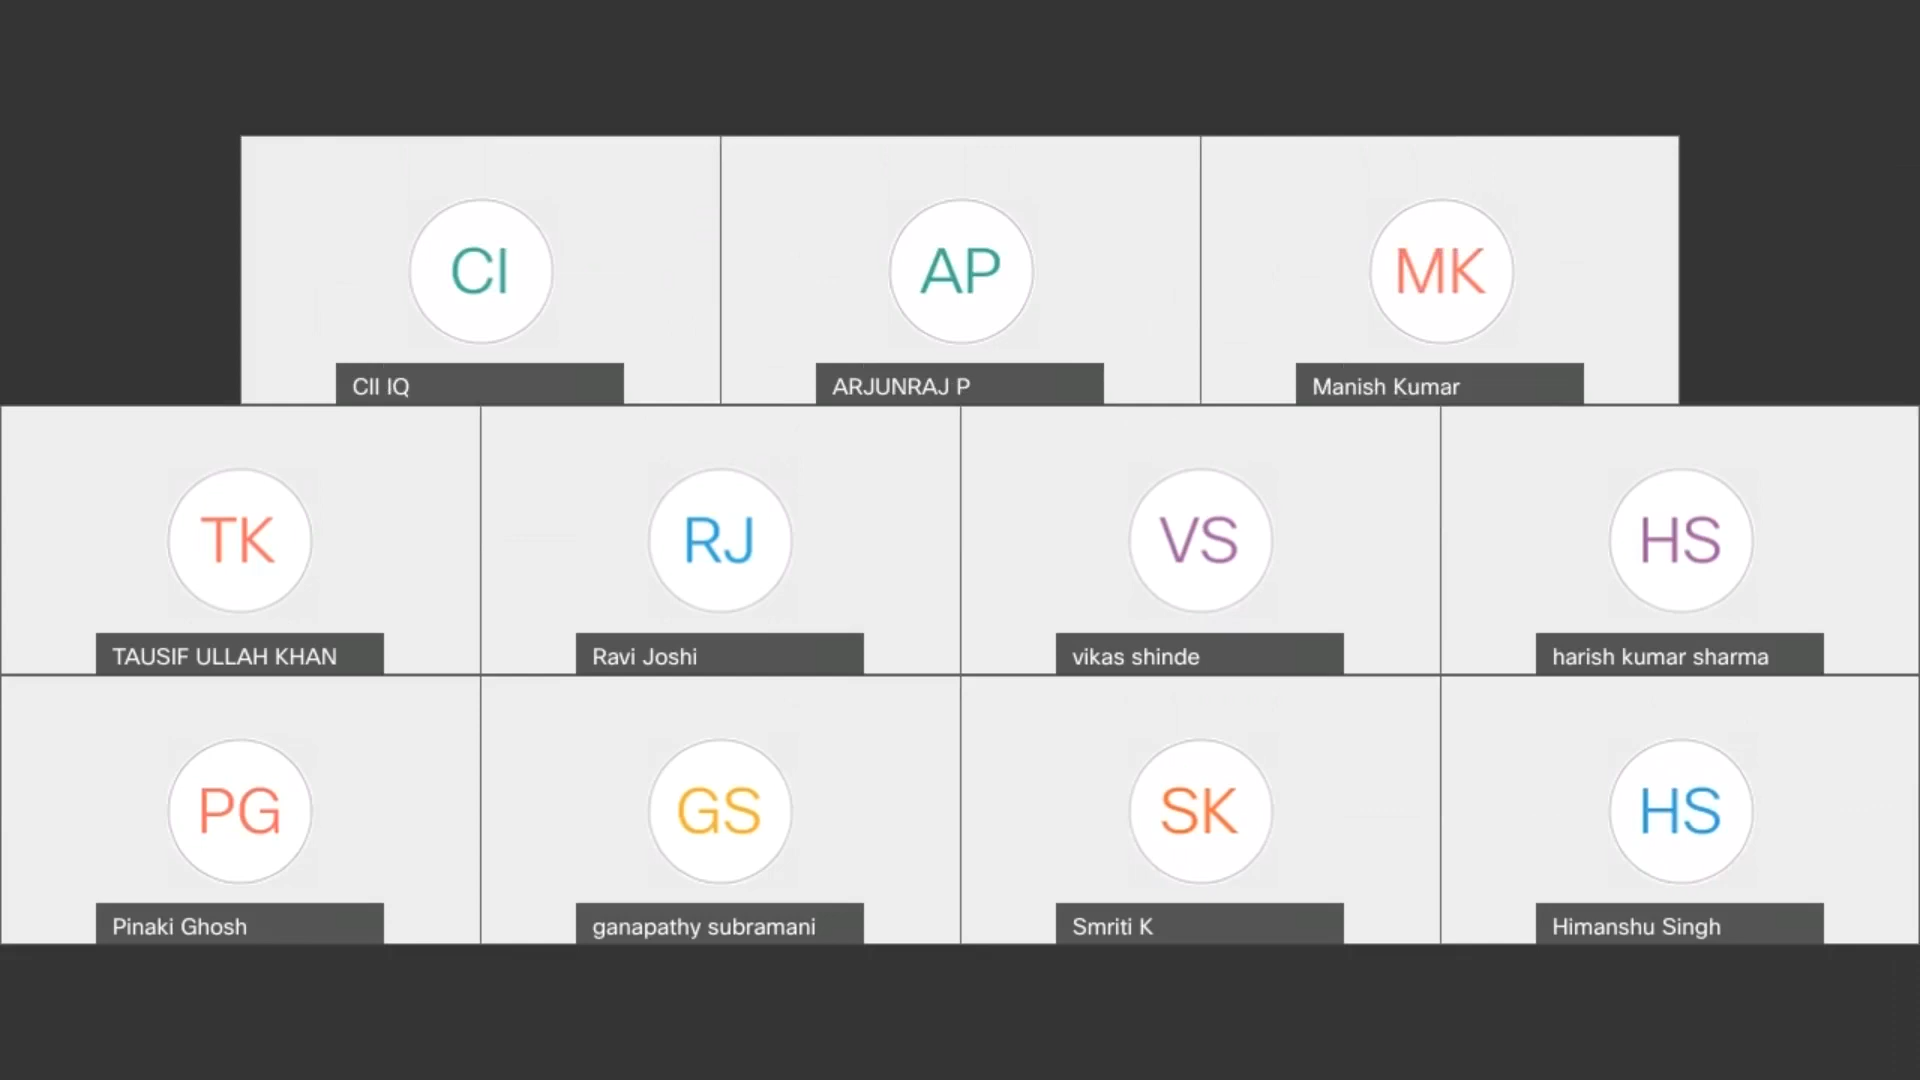 CI
AP
MK
CII IQ
ARJUNRAJ P
Manish Kumar
TK
RJ
VS
HS
TAUSIF ULLAH KHAN
Ravi Joshi
vikas shinde
harish kumar sharma
PG
GS
SK
HS
Pinaki Ghosh
ganapathy subramani
Smriti K
Himanshu Singh